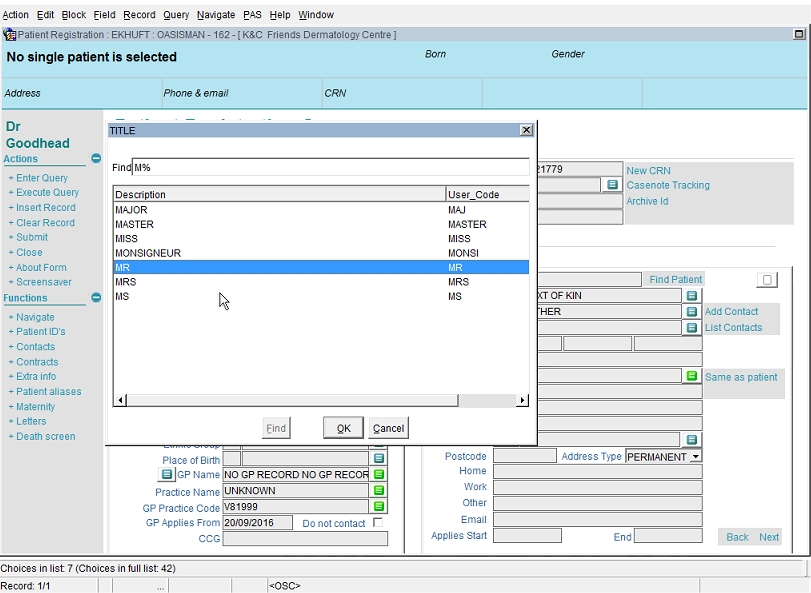 Action Edit Block Field Record Query Navigate PAS Help Window
Patient Registration : EKHUFT : OASISMAN - 162 - [ K&C Friends Dermatology Centre ]
No single patient is selected
Born
Gender
Address
Phone & email
CRN
Dr
Goodhead
Actions
+ Enter Query
+ Execute Query
+ Insert Record
+ Clear Record
+ Submit
+ Close
+ About Form
+ Screensaver
Functions
+ Navigate
+ Patient ID's
+ Contacts
+ Contracts
+ Extra info
+ Patient aliases
+ Maternity
+ Letters
+ Death screen
TITLE
Find M%
Description User_Code
MAJOR MAJ
MASTER MASTER
MISS MISS
MONSIGNEUR MONSI
MR MR
MRS MRS
MS MS
Find OK Cancel
21779 New CRN
Casenote Tracking
Archive Id
Find Patient
XT OF KIN
THER Add Contact
List Contacts
Same as patient
Place of Birth
GP Name NO GP RECORD NO GP RECOR
Practice Name UNKNOWN
GP Practice Code V81999
GP Applies From 20/09/2016 Do not contact
CCG
Postcode Address Type PERMANENT
Home
Work
Other
Email
Applies Start End
Back Next
Choices in list: 7 (Choices in full list: 42)
Record: 1/1 ... <OSC>